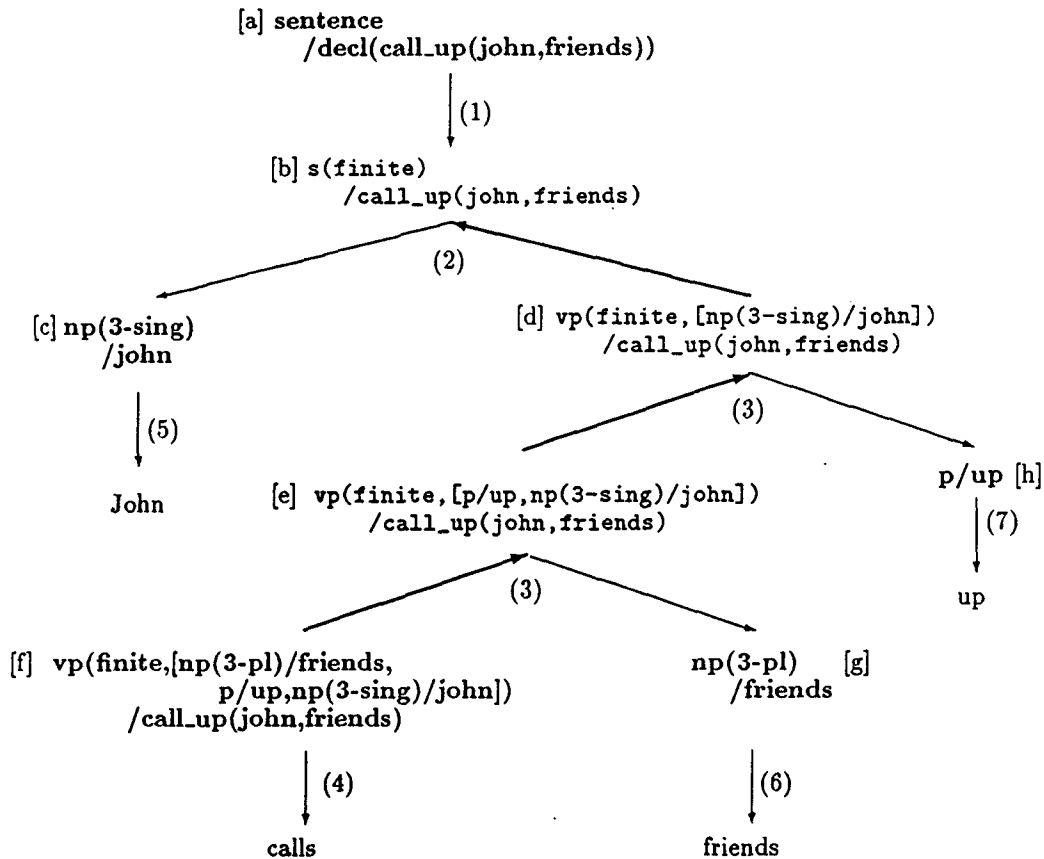 [a] sentence
/decl(call_up(john,friends))
(1)
[b] s(finite)
/call_up(john,friends)
(2)
[c] np(3-sing)
/john
[d] vp(finite,[np(3-sing)/john])
/call_up(john,friends)
(5)
(3)
John
[e] vp(finite,[p/up,np(3-sing)/john])
/call_up(john,friends)
p/up [h]
(7)
(3)
up
[f] vp(finite,[np(3-pl)/friends,
p/up,np(3-sing)/john])
/call_up(john,friends)
np(3-pl) [g]
/friends
(4)
(6)
calls
friends